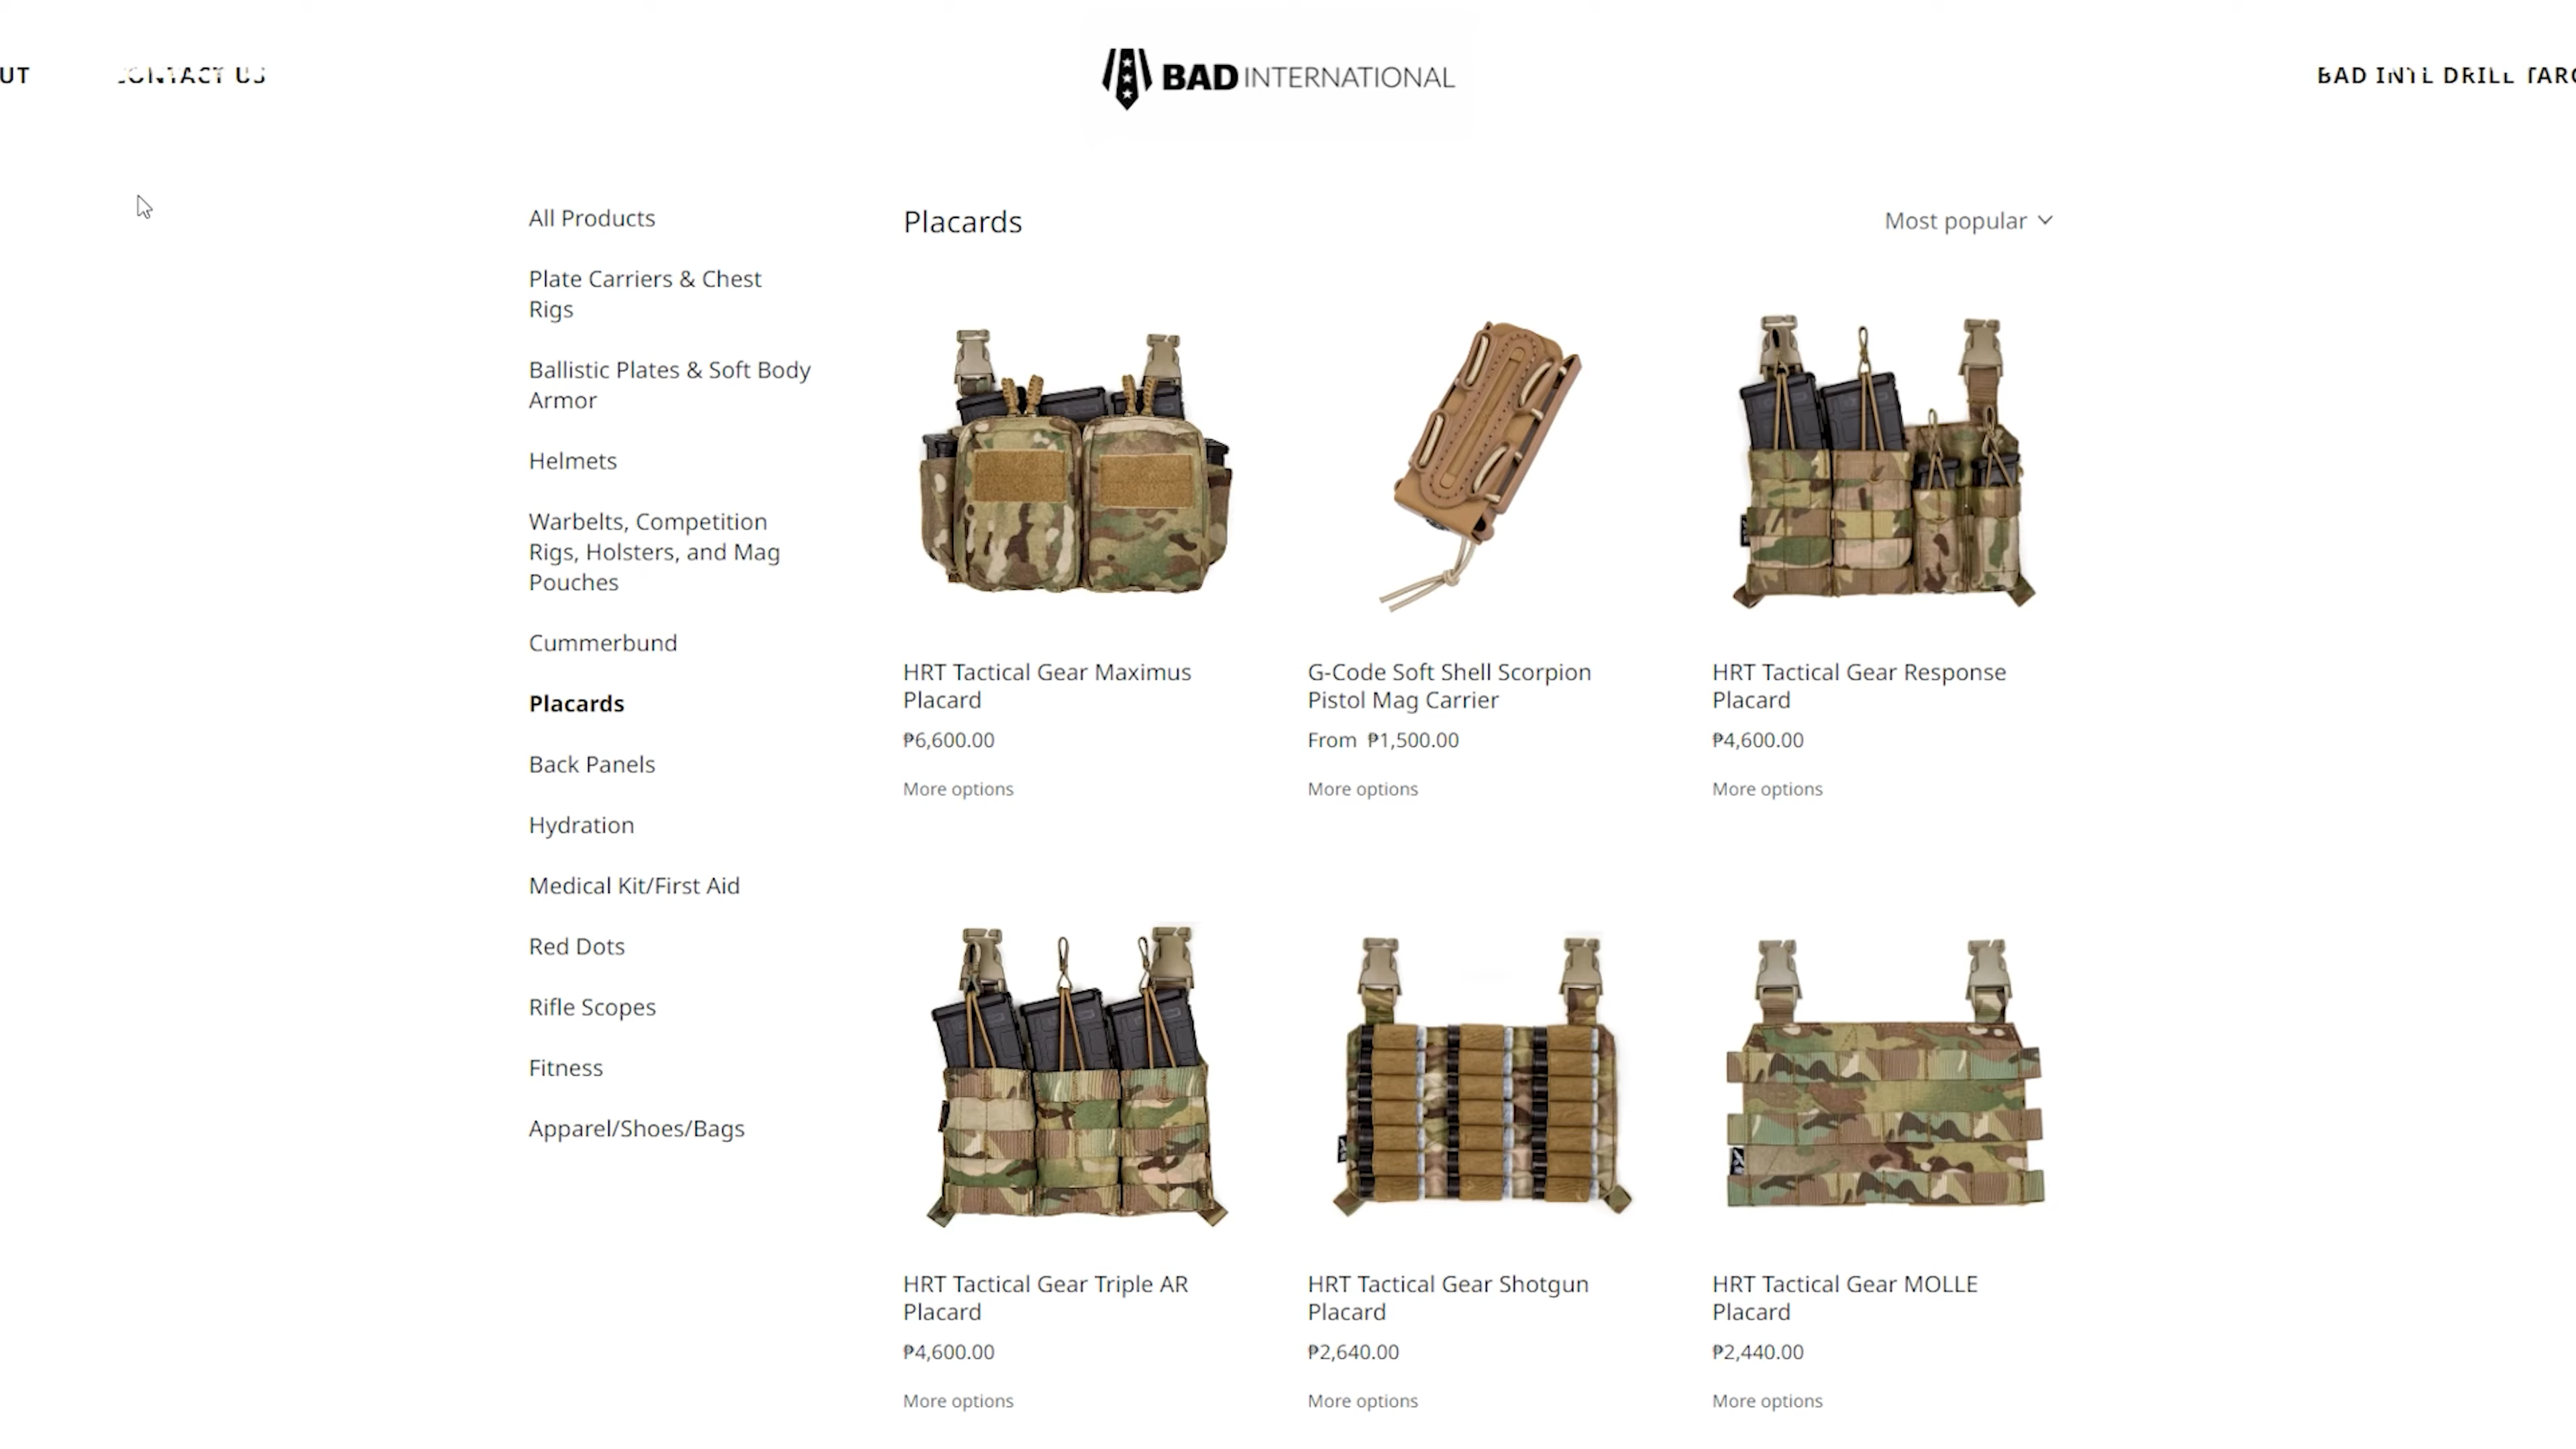 UT
CONTACT US
BAD INTERNATIONAL
BAD INTL DRILL
All Products
Plate Carriers & Chest
Rigs
Ballistic Plates & Soft Body
Armor
Helmets
Warbelts, Competition
Rigs, Holsters, and Mag
Pouches
Cummerbund
Placards
Back Panels
Hydration
Medical Kit/First Aid
Red Dots
Rifle Scopes
Fitness
Apparel/Shoes/Bags
Placards
Most popular
HRT Tactical Gear Maximus
Placard
₱6,600.00
More options
G-Code Soft Shell Scorpion
Pistol Mag Carrier
From ₱1,500.00
More options
HRT Tactical Gear Response
Placard
₱4,600.00
More options
HRT Tactical Gear Triple AR
Placard
₱4,600.00
More options
HRT Tactical Gear Shotgun
Placard
₱2,640.00
More options
HRT Tactical Gear MOLLE
Placard
₱2,440.00
More options